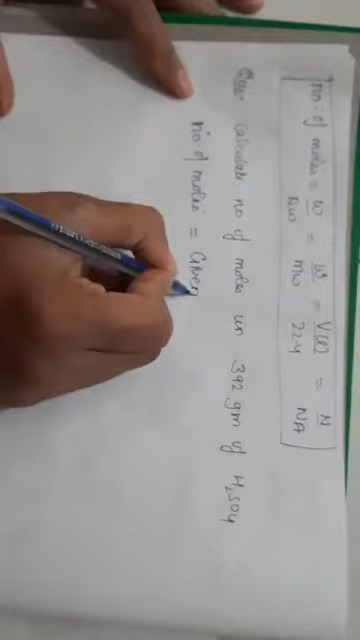 no. of moles = w/aw = w/mw = V(l)/22.4 = N/NA
Que: calculate no of moles in 392 gm of H2SO4
no. of moles = Given